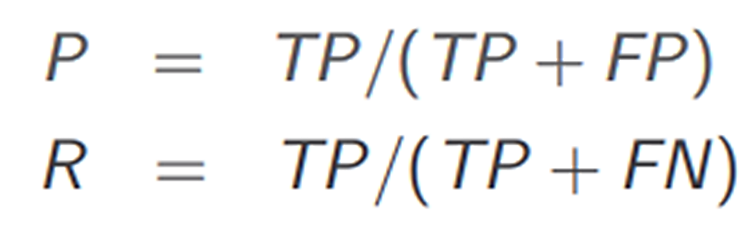 P = TP/(TP + FP)
R = TP/(TP + FN)